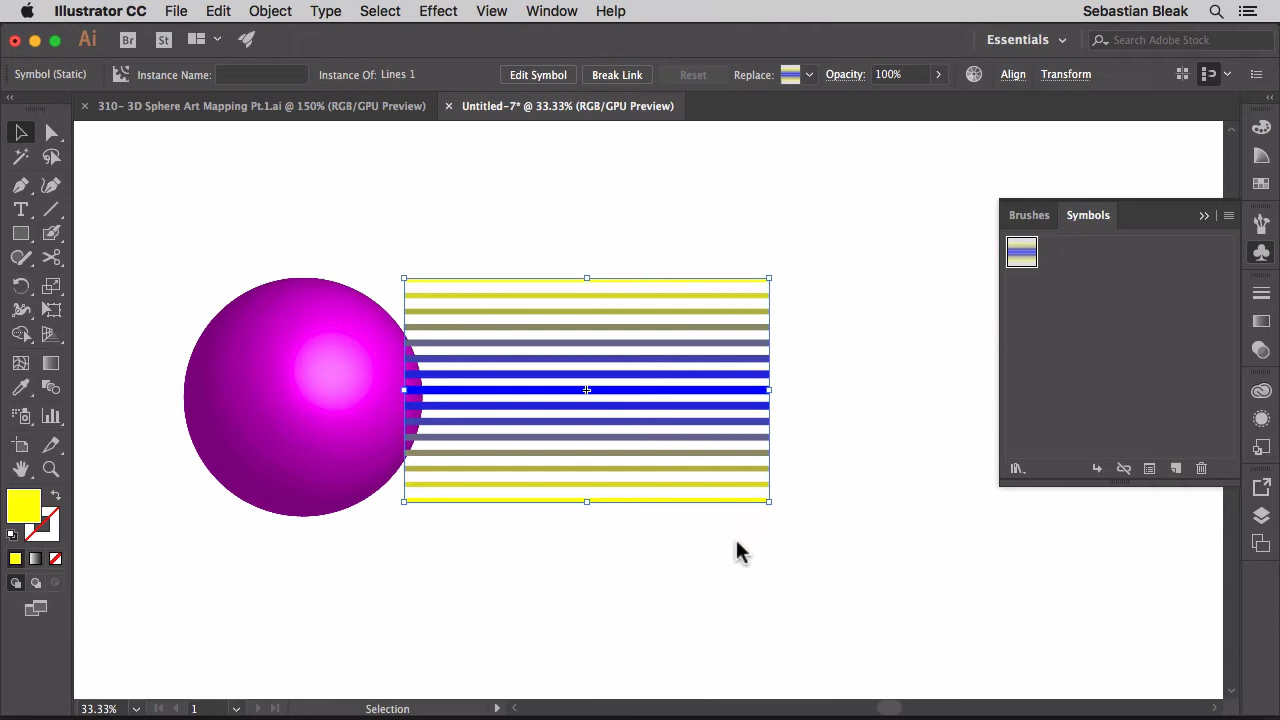 Illustrator CC File Edit Object Type Select Effect View Window Help Sebastian Bleak
Ai Br St Essentials Search Adobe Stock
Symbol (Static) Instance Name: Instance Of: Lines 1 Edit Symbol Break Link Reset Replace: Opacity: 100% Align Transform
310- 3D Sphere Art Mapping Pt.1.ai @ 150% (RGB/GPU Preview) Untitled-7* @ 33.33% (RGB/GPU Preview)
Brushes Symbols
33.33% 1 Selection